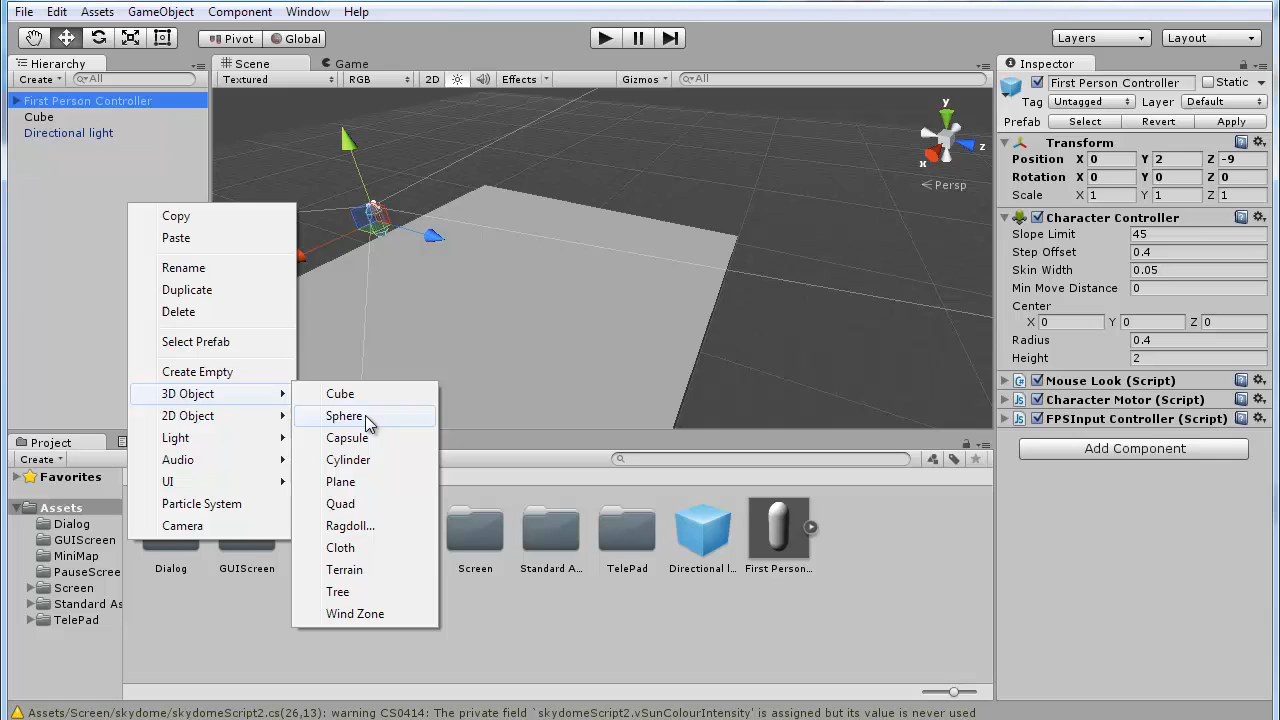 File Edit Assets GameObject Component Window Help
Pivot Global Layers Layout
Hierarchy Scene Game Inspector
Create All Textured RGB 2D Effects Gizmos All
First Person Controller
Cube
Directional light
First Person Controller Static
Tag Untagged Layer Default
Prefab Select Revert Apply
Transform
Position X 0 Y 2 Z -9
Rotation X 0 Y 0 Z 0
Scale X 1 Y 1 Z 1
Character Controller
Slope Limit 45
Step Offset 0.4
Skin Width 0.05
Min Move Distance 0
Center
X 0 Y 0 Z 0
Radius 0.4
Height 2
Mouse Look (Script)
Character Motor (Script)
FPSInput Controller (Script)
Add Component
y
z
x
Persp
Copy
Paste
Rename
Duplicate
Delete
Select Prefab
Create Empty
3D Object
2D Object
Light
Audio
UI
Particle System
Camera
Cube
Sphere
Capsule
Cylinder
Plane
Quad
Ragdoll...
Cloth
Terrain
Tree
Wind Zone
Project
Create
Favorites
Assets
Dialog
GUIScreen
MiniMap
PauseScree
Screen
Standard As
TelePad
Dialog GUIScreen Screen Standard A... TelePad Directional l... First Person...
Assets/Screen/skydome/skydomeScript2.cs(26,13): warning CS0414: The private field `skydomeScript2.vSunColourIntensity' is assigned but its value is never used